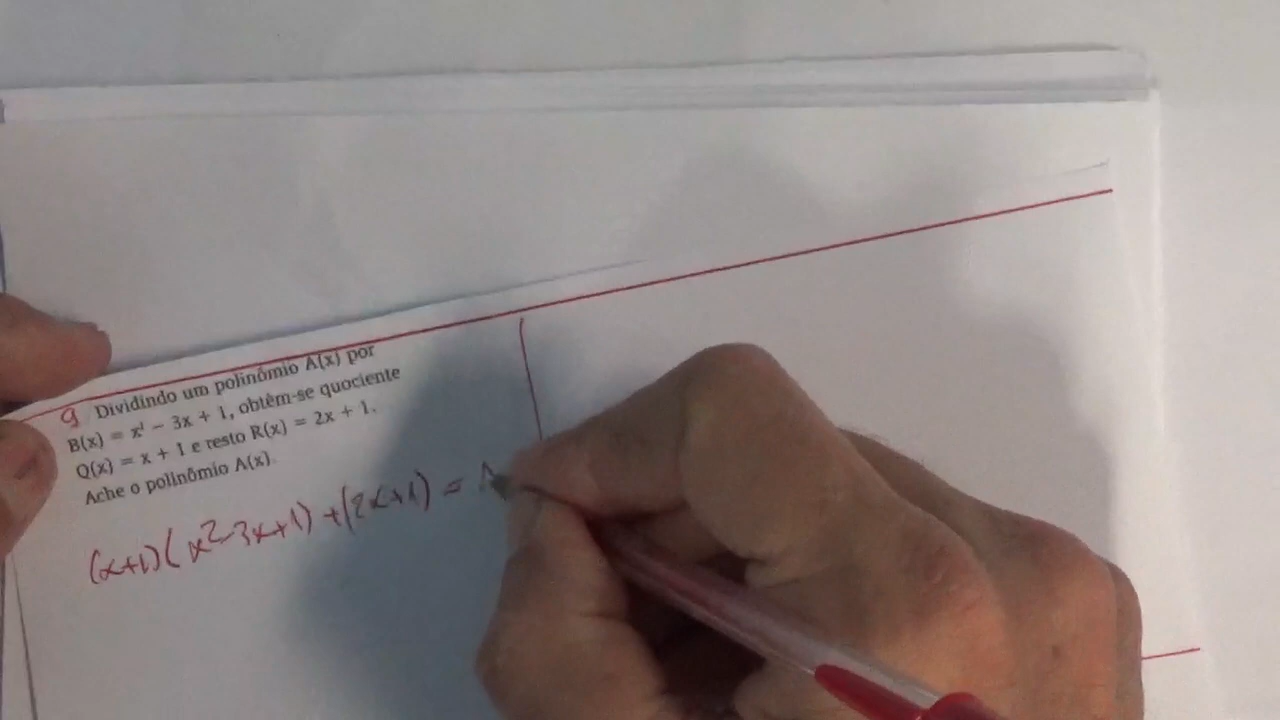 9 Dividindo um polinômio A(x) por
B(x) = x² − 3x + 1, obtêm-se quociente
Q(x) = x + 1 e resto R(x) = 2x + 1.
Ache o polinômio A(x).
(x+1)(x²-3x+1)+(2x+1) = A